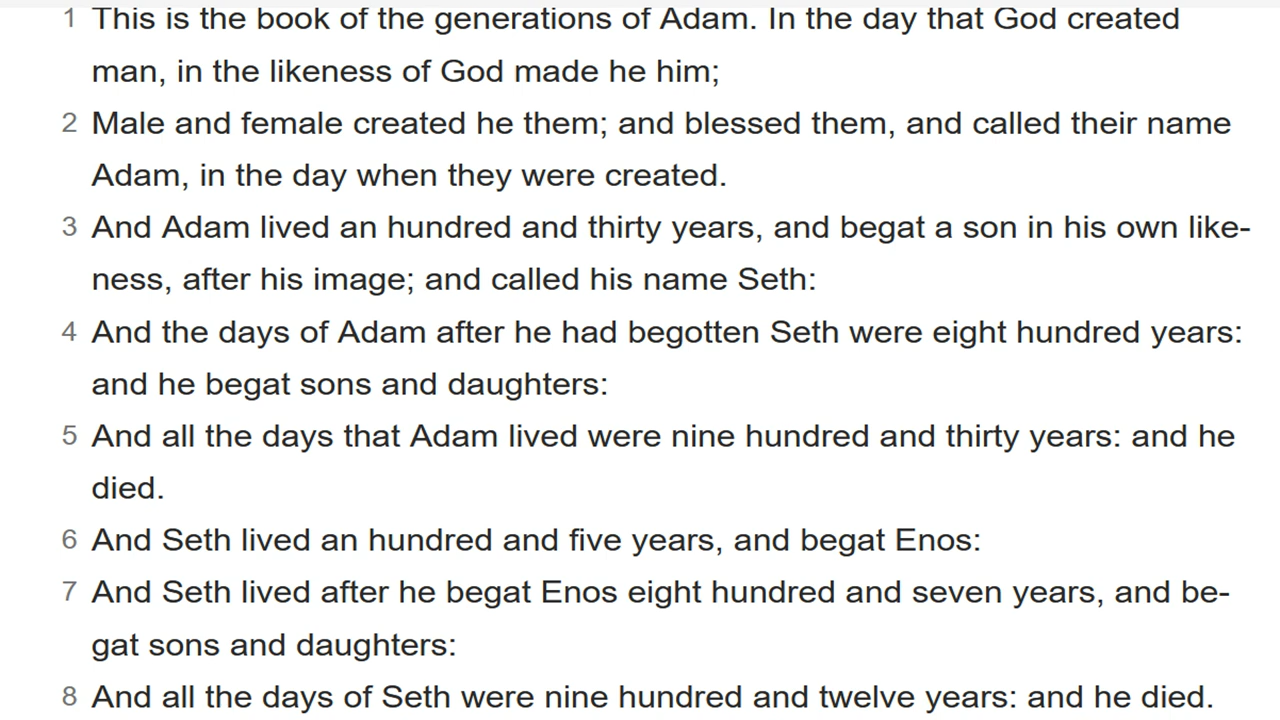 1 This is the book of the generations of Adam. In the day that God created
man, in the likeness of God made he him;
2 Male and female created he them; and blessed them, and called their name
Adam, in the day when they were created.
3 And Adam lived an hundred and thirty years, and begat a son in his own like-
ness, after his image; and called his name Seth:
4 And the days of Adam after he had begotten Seth were eight hundred years:
and he begat sons and daughters:
5 And all the days that Adam lived were nine hundred and thirty years: and he
died.
6 And Seth lived an hundred and five years, and begat Enos:
7 And Seth lived after he begat Enos eight hundred and seven years, and be-
gat sons and daughters:
8 And all the days of Seth were nine hundred and twelve years: and he died.